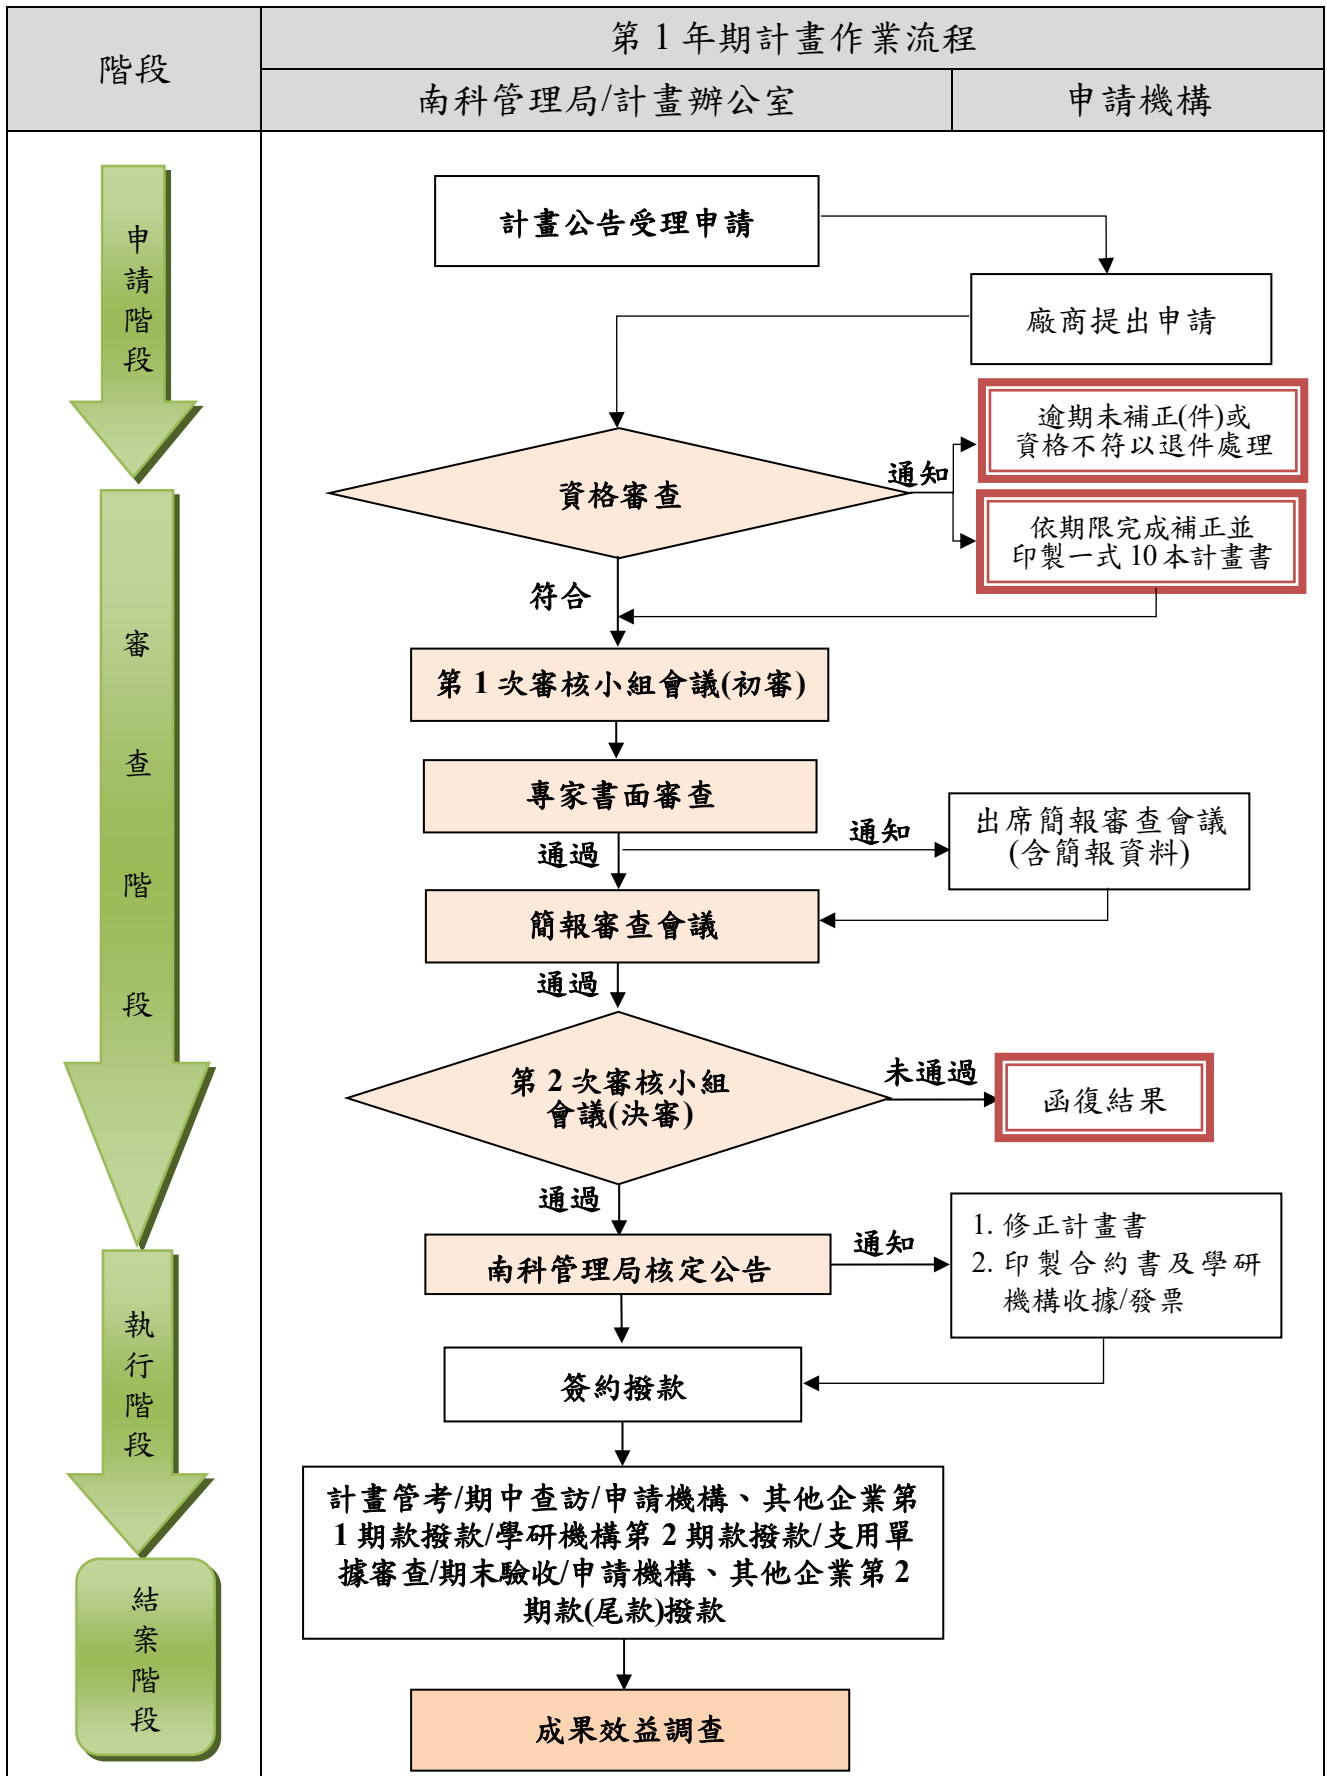 階段
第 1 年期計畫作業流程
南科管理局/計畫辦公室
申請機構
申請階段
審查階段
執行階段
結案階段
計畫公告受理申請
廠商提出申請
逾期未補正(件)或
資格不符以退件處理
通知
資格審查
依期限完成補正並
印製一式 10 本計畫書
符合
第 1 次審核小組會議(初審)
專家書面審查
通知
出席簡報審查會議
(含簡報資料)
通過
簡報審查會議
通過
第 2 次審核小組
會議(決審)
未通過
函復結果
通過
南科管理局核定公告
通知
1. 修正計畫書
2. 印製合約書及學研
機構收據/發票
簽約撥款
計畫管考/期中查訪/申請機構、其他企業第
1 期款撥款/學研機構第 2 期款撥款/支用單
據審查/期末驗收/申請機構、其他企業第 2
期款(尾款)撥款
成果效益調查